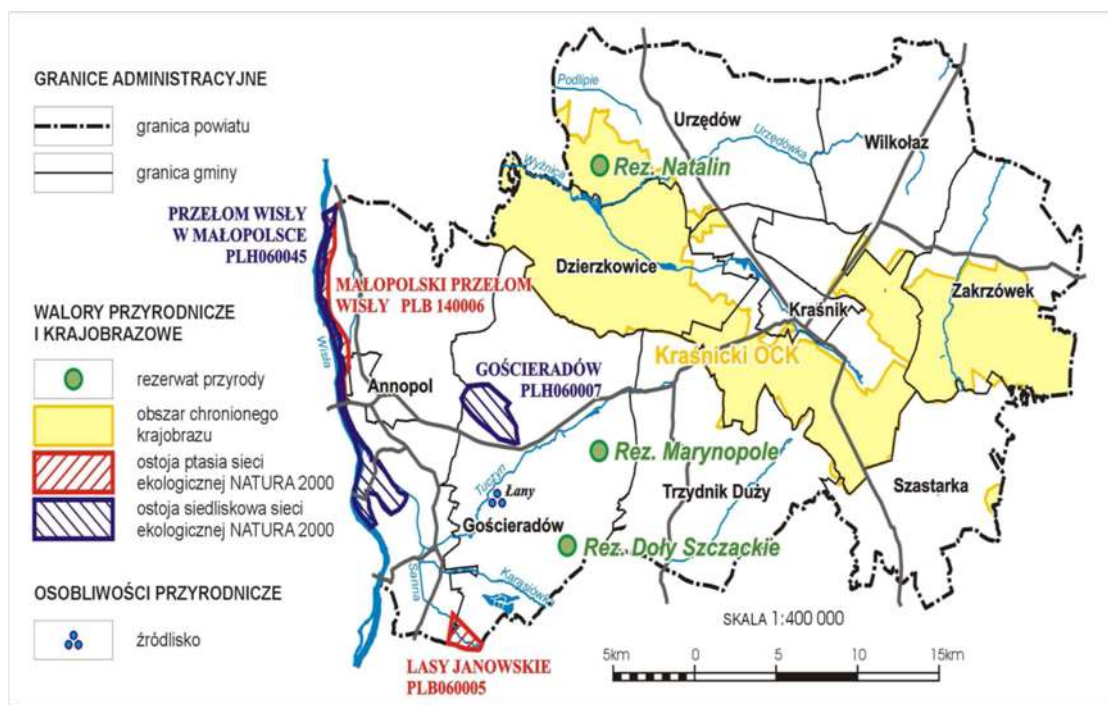 GRANICE ADMINISTRACYJNE
granica powiatu
granica gminy
PRZEŁOM WISŁY
W MAŁOPOLSCE
PLH060045
MAŁOPOLSKI PRZEŁOM
WISŁY PLB 140006
WALORY PRZYRODNICZE
I KRAJOBRAZOWE
rezerwat przyrody
obszar chronionego
krajobrazu
ostoja ptasia sieci
ekologicznej NATURA 2000
ostoja siedliskowa sieci
ekologicznej NATURA 2000
OSOBLIWOŚCI PRZYRODNICZE
źródlisko
Podlipie
Urzędów
Urzędówka
Wilkołaz
Wyżnica
Rez. Natalin
Dzierzkowice
Zakrzówek
Kraśnik
Kraśnicki OCK
Wisła
Annopol
GOŚCIERADÓW
PLH060007
Rez. Marynopole
Tuczyn
Łany
Trzydnik Duży
Szastarka
Gościeradów
Rez. Doły Szczackie
Sanna
Karasiówka
LASY JANOWSKIE
PLB060005
SKALA 1:400 000
5km 0 5 10 15km